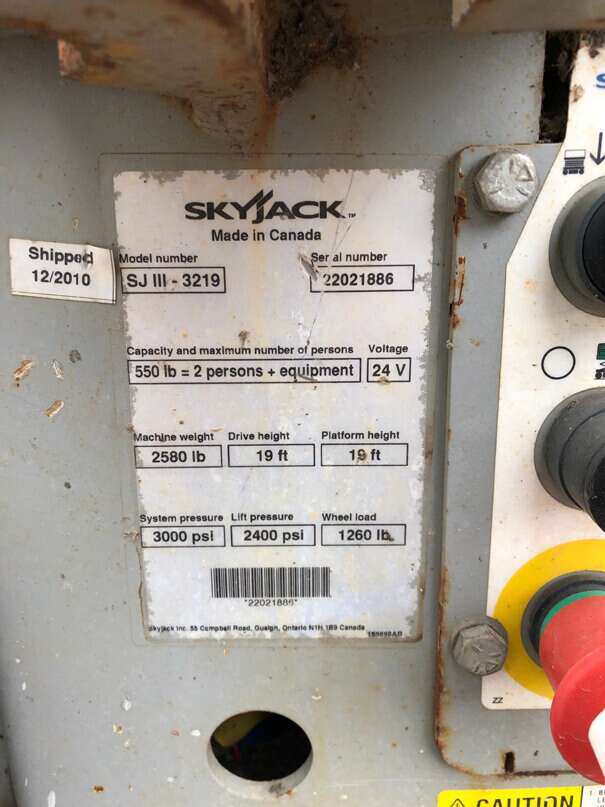 SKYJACK™
Made in Canada
Shipped
12/2010
Model number Ser al number
SJ III - 3219 22021886
Capacity and maximum number of persons Voltage
550 lb = 2 persons + equipment 24 V
Machine weight Drive height Platform height
2580 lb 19 ft 19 ft
System pressure Lift pressure Wheel load
3000 psi 2400 psi 1260 lb
*22021886*
Skyjack Inc. 55 Campbell Road, Guelph, Ontario N1H 1B9 Canada
ZZ
CAUTION